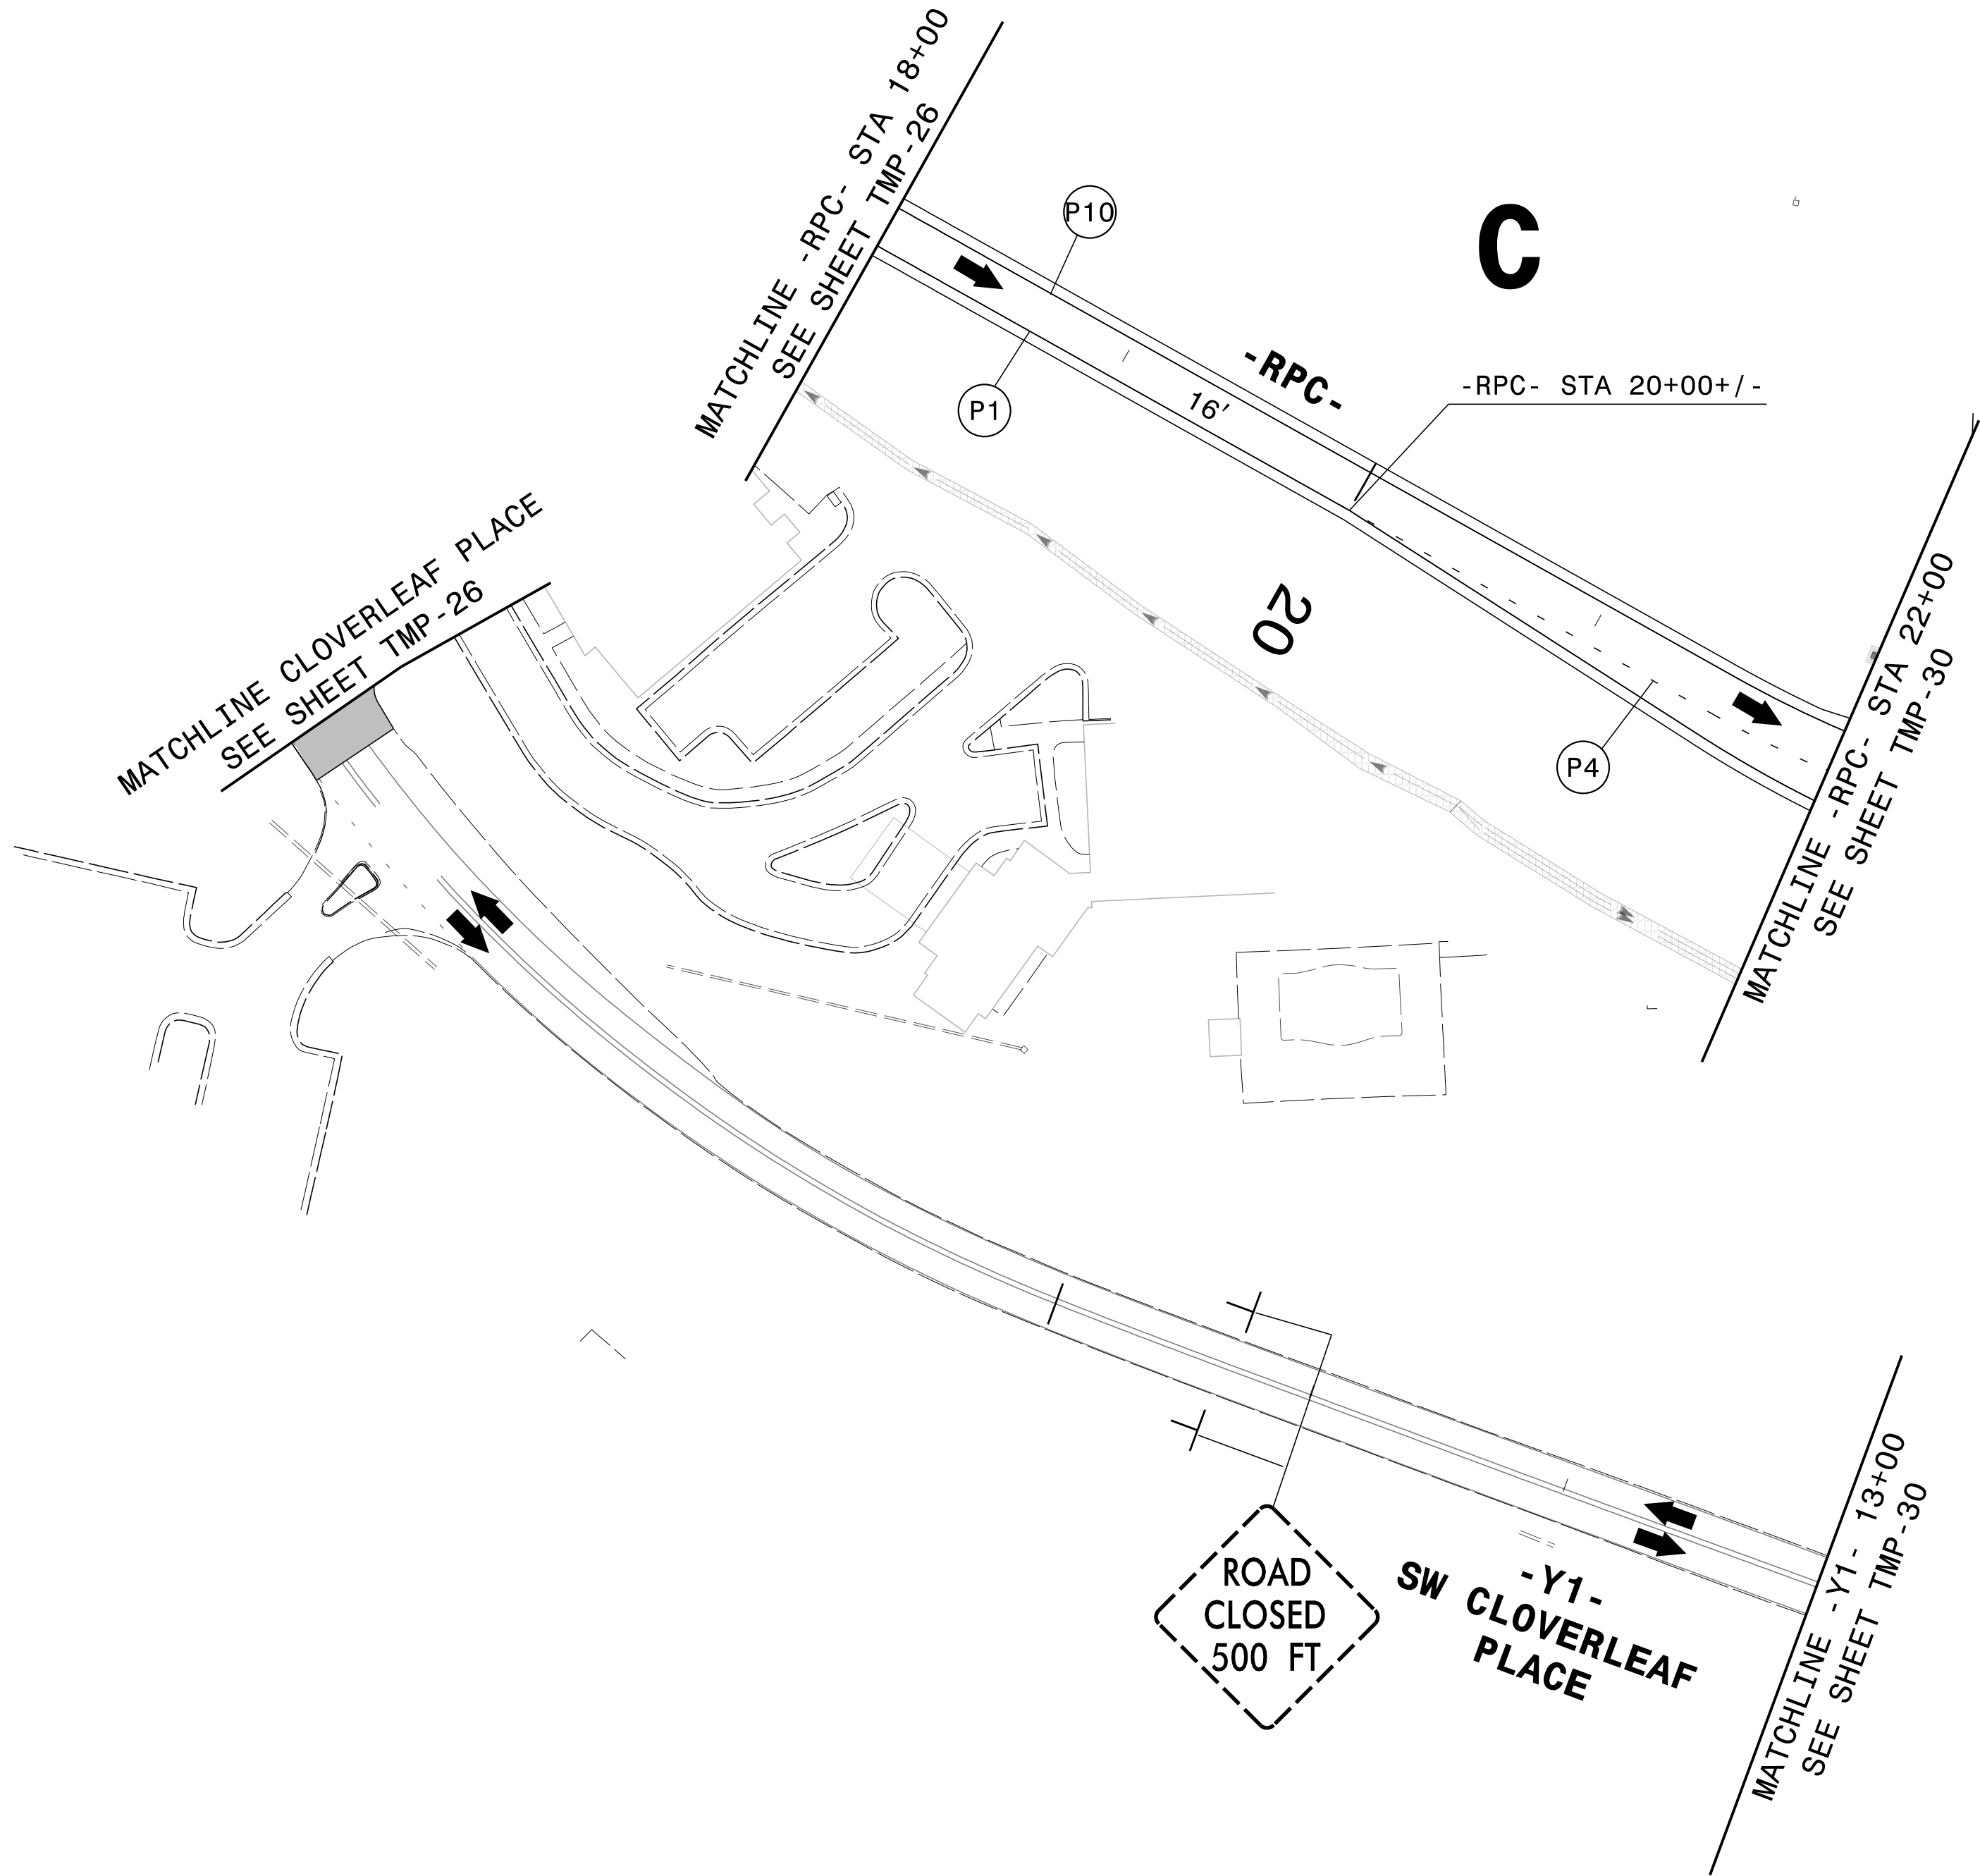 MATCHLINE -RPC- STA 18+00
SEE SHEET TMP-26
P10
C
-RPC-
-RPC- STA 20+00+/-
P1
16'
MATCHLINE CLOVERLEAF PLACE
SEE SHEET TMP-26
20
P4
MATCHLINE -RPC- STA 22+00
SEE SHEET TMP-30
ROAD
CLOSED
500 FT
-Y1-
SW CLOVERLEAF
PLACE
MATCHLINE -Y1- 13+00
SEE SHEET TMP-30